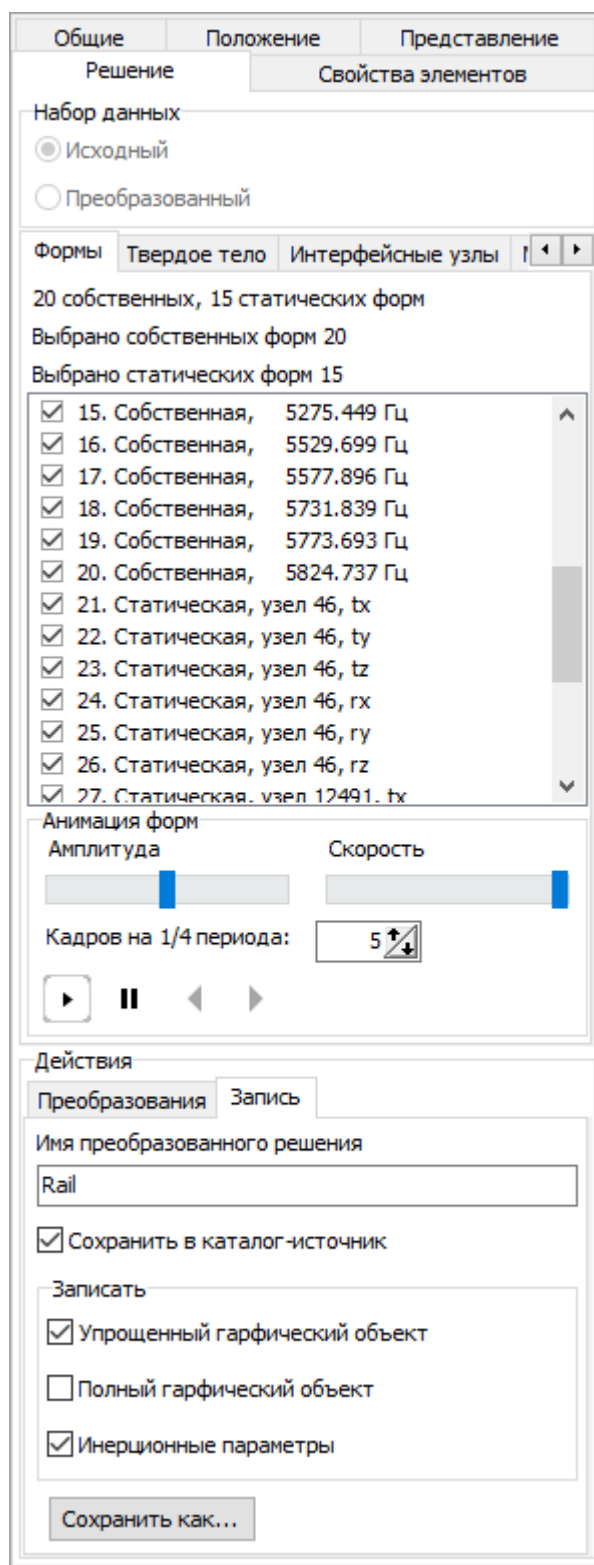 Общие Положение Представление
Решение Свойства элементов
Набор данных
Исходный
Преобразованный
Формы Твердое тело Интерфейсные узлы
20 собственных, 15 статических форм
Выбрано собственных форм 20
Выбрано статических форм 15
15. Собственная, 5275.449 Гц
16. Собственная, 5529.699 Гц
17. Собственная, 5577.896 Гц
18. Собственная, 5731.839 Гц
19. Собственная, 5773.693 Гц
20. Собственная, 5824.737 Гц
21. Статическая, узел 46, tx
22. Статическая, узел 46, ty
23. Статическая, узел 46, tz
24. Статическая, узел 46, rx
25. Статическая, узел 46, ry
26. Статическая, узел 46, rz
27. Статическая, узел 12491, tx
Анимация форм
Амплитуда Скорость
Кадров на 1/4 периода: 5
Действия
Преобразования Запись
Имя преобразованного решения
Rail
Сохранить в каталог-источник
Записать
Упрощенный гарфический объект
Полный гарфический объект
Инерционные параметры
Сохранить как...